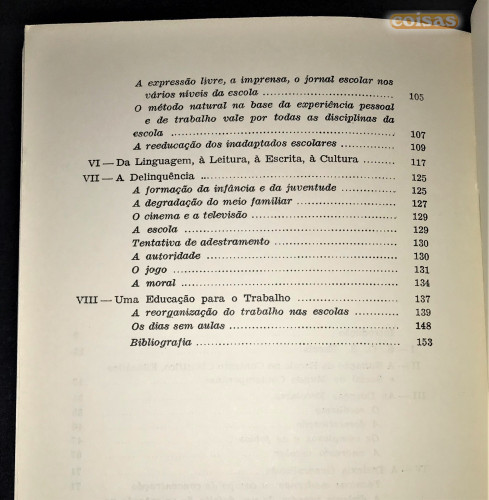 coisas
A expressão livre, a imprensa, o jornal escolar nos
vários níveis da escola ........ 105
O método natural na base da experiência pessoal
e de trabalho vale por todas as disciplinas da
escola ........ 107
A reeducação dos inadaptados escolares ........ 109
VI — Da Linguagem, à Leitura, à Escrita, à Cultura ........ 117
VII — A Delinquência ........ 125
A formação da infância e da juventude ........ 125
A degradação do meio familiar ........ 127
O cinema e a televisão ........ 129
A escola ........ 129
Tentativa de adestramento ........ 130
A autoridade ........ 130
O jogo ........ 131
A moral ........ 134
VIII — Uma Educação para o Trabalho ........ 137
A reorganização do trabalho nas escolas ........ 139
Os dias sem aulas ........ 148
Bibliografia ........ 153